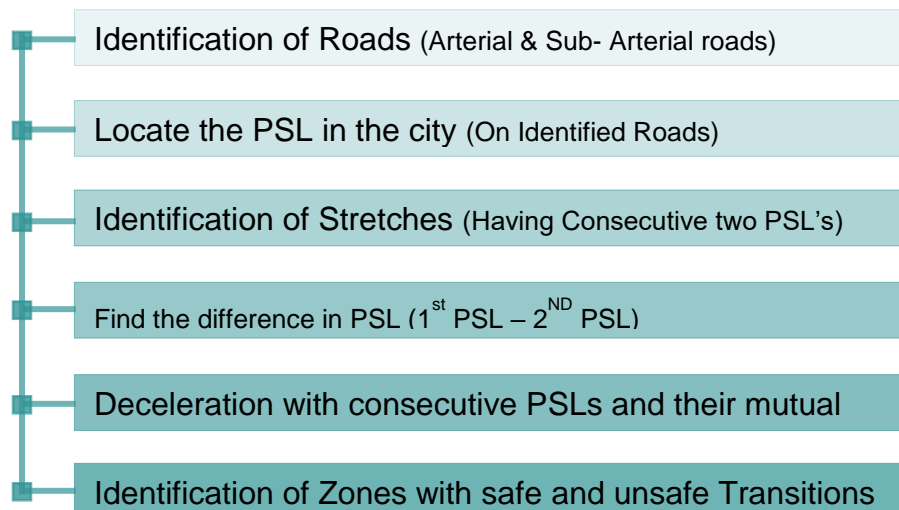 Identification of Roads (Arterial & Sub- Arterial roads)
Locate the PSL in the city (On Identified Roads)
Identification of Stretches (Having Consecutive two PSL's)
Find the difference in PSL (1st PSL – 2ND PSL)
Deceleration with consecutive PSLs and their mutual
Identification of Zones with safe and unsafe Transitions